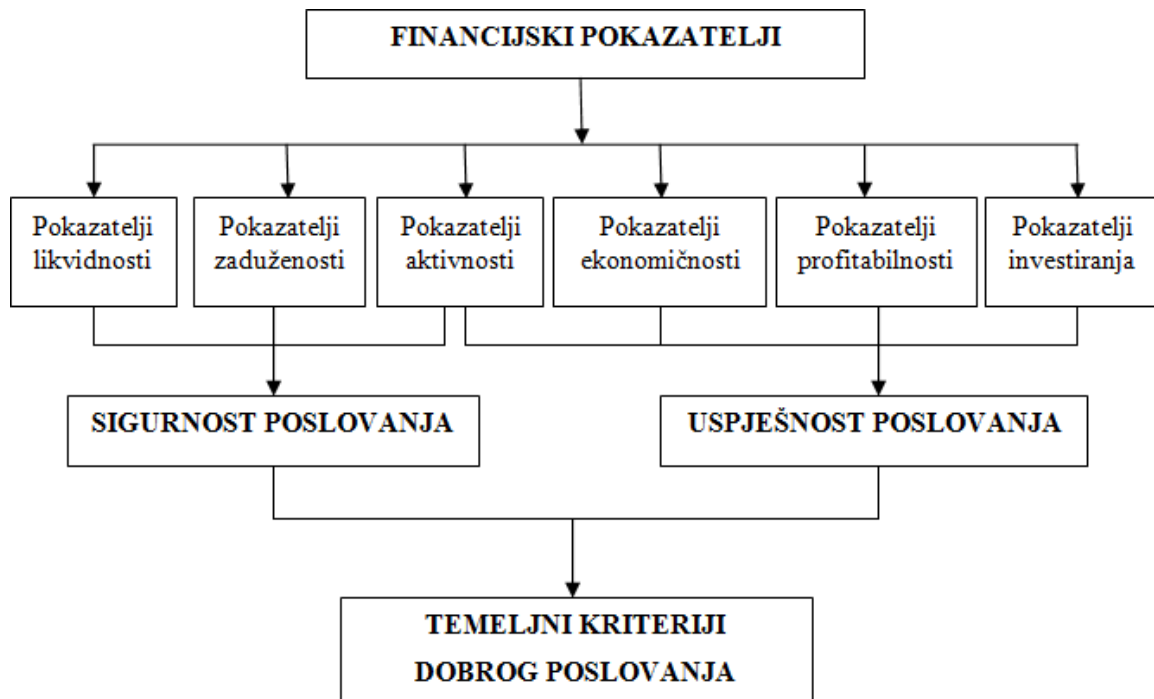 FINANCIJSKI POKAZATELJI
Pokazatelji
likvidnosti
Pokazatelji
zaduženosti
Pokazatelji
aktivnosti
Pokazatelji
ekonomičnosti
Pokazatelji
profitabilnosti
Pokazatelji
investiranja
SIGURNOST POSLOVANJA
USPJEŠNOST POSLOVANJA
TEMELJNI KRITERIJI
DOBROG POSLOVANJA